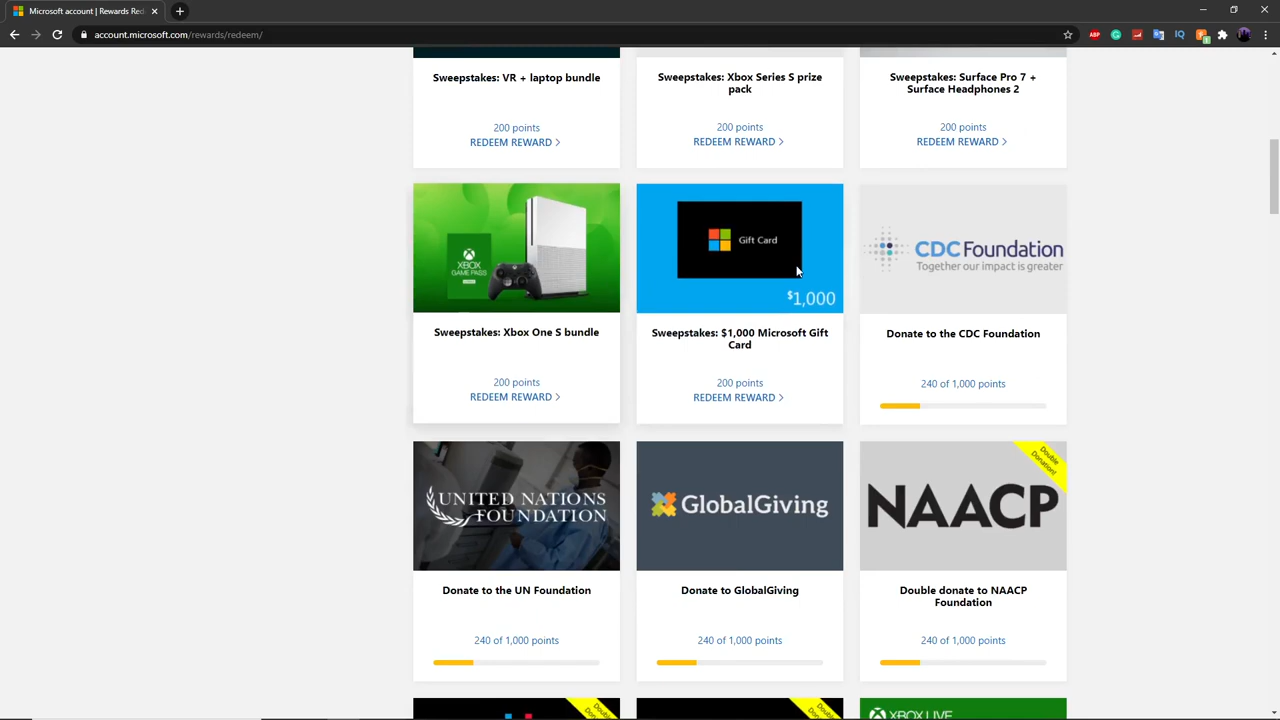 Microsoft account | Rewards Red
account.microsoft.com/rewards/redeem/
ABP
IQ
1
Sweepstakes: VR + laptop bundle
200 points
REDEEM REWARD
Sweepstakes: Xbox Series S prize
pack
200 points
REDEEM REWARD
Sweepstakes: Surface Pro 7 +
Surface Headphones 2
200 points
REDEEM REWARD
XBOX
GAME PASS
Sweepstakes: Xbox One S bundle
200 points
REDEEM REWARD
Gift Card
$1,000
Sweepstakes: $1,000 Microsoft Gift
Card
200 points
REDEEM REWARD
CDC Foundation
Together our impact is greater
Donate to the CDC Foundation
240 of 1,000 points
UNITED NATIONS
FOUNDATION
Donate to the UN Foundation
240 of 1,000 points
GlobalGiving
Donate to GlobalGiving
240 of 1,000 points
Double
Donation!
NAACP
Double donate to NAACP
Foundation
240 of 1,000 points
XBOX LIVE